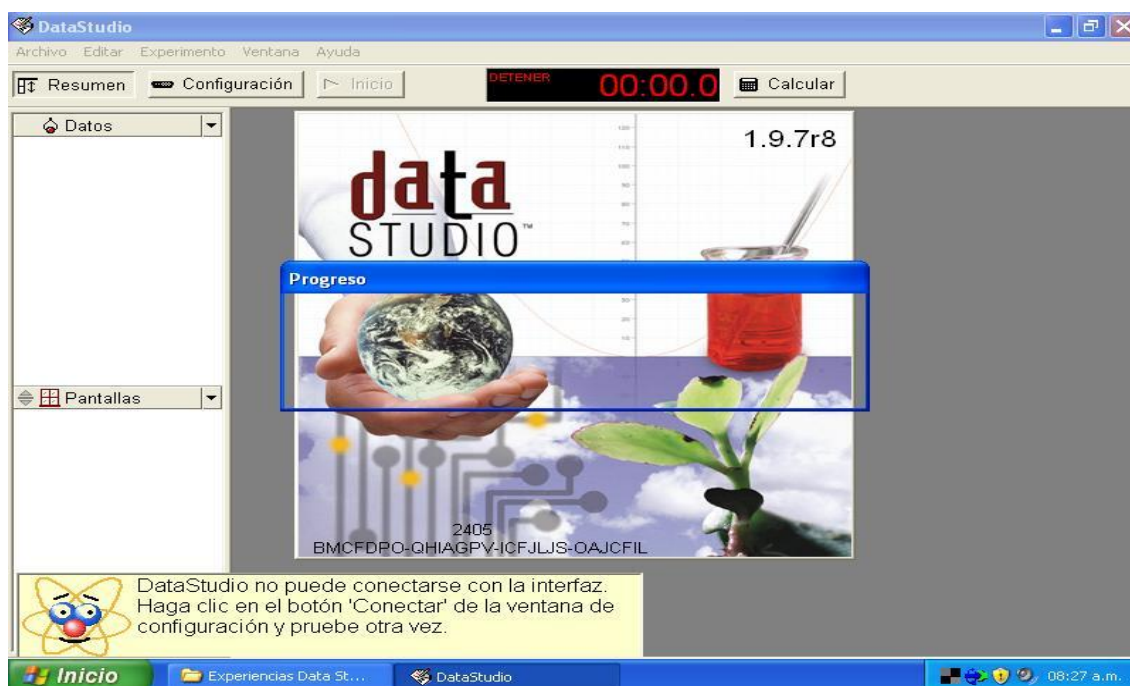 DataStudio
Archivo Editar Experimento Ventana Ayuda
Resumen Configuración Inicio DETENER 00:00.0 Calcular
Datos
1.9.7r8
data
STUDIO™
Progreso
Pantallas
2405
BMCFDPO-QHIAGPV-ICFJLJS-OAJCFIL
DataStudio no puede conectarse con la interfaz.
Haga clic en el botón 'Conectar' de la ventana de
configuración y pruebe otra vez.
Inicio Experiencias Data St... DataStudio 08:27 a.m.